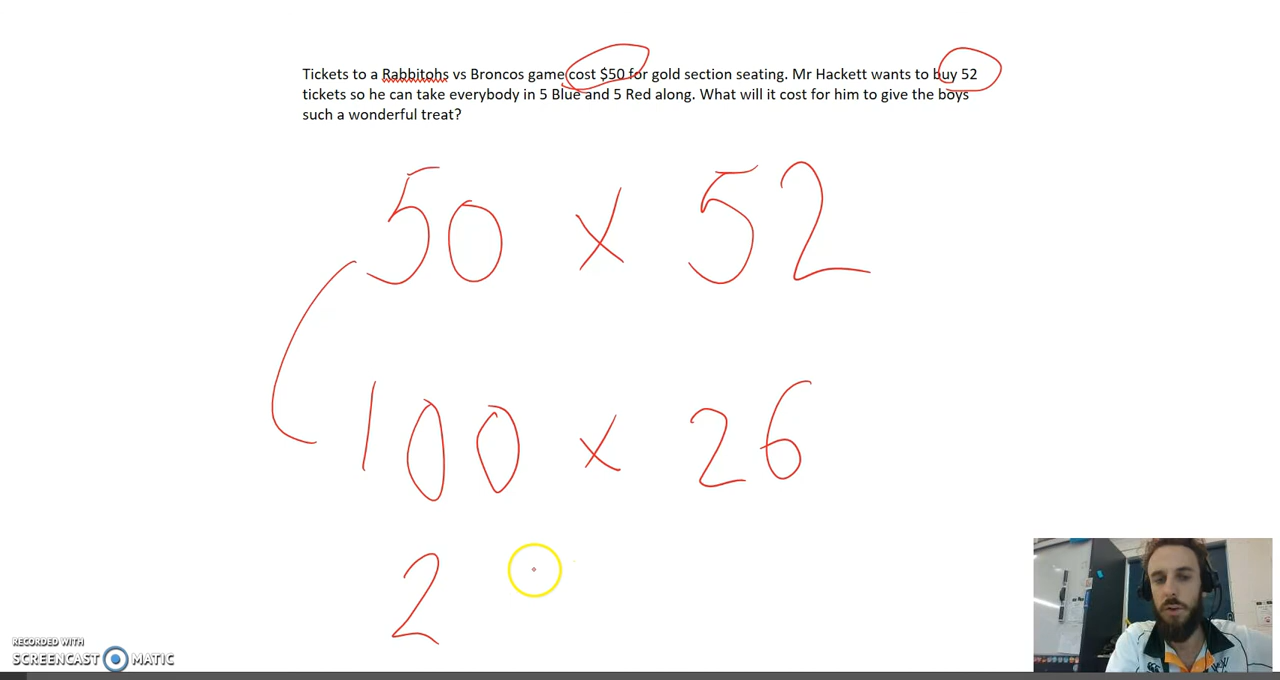 Tickets to a Rabbitohs vs Broncos game cost $50 for gold section seating. Mr Hackett wants to buy 52
tickets so he can take everybody in 5 Blue and 5 Red along. What will it cost for him to give the boys
such a wonderful treat?
50 x 52
100 x 26
2
RECORDED WITH
SCREENCAST MATIC